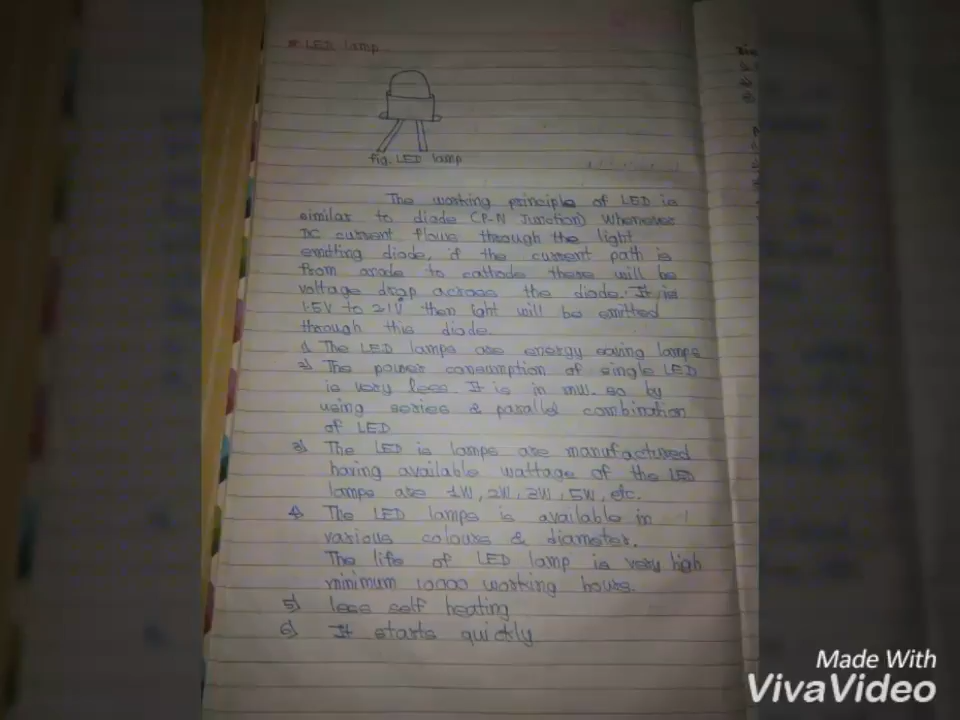 * LED lamp
fig. LED lamp
The working principle of LED is
similar to diode (P-N Junction) Whenever
DC current flows through the light
emitting diode, if the current path is
from anode to cathode there will be
voltage drop across the diode. It is
1.5V to 2.1V then light will be emitted
through this diode.
1) The LED lamps are energy saving lamps
2) The power consumption of single LED
is very less. It is in mW. so by
using series & parallel combination
of LED
3) The LED is lamps are manufactured
having available wattage of the LED
lamps are 1W, 2W, 3W, 5W, etc.
4) The LED lamps is available in
various colours & diameter.
The life of LED lamp is very high
minimum 10000 working hours.
5) less self heating
6) It starts quickly
Made With
VivaVideo